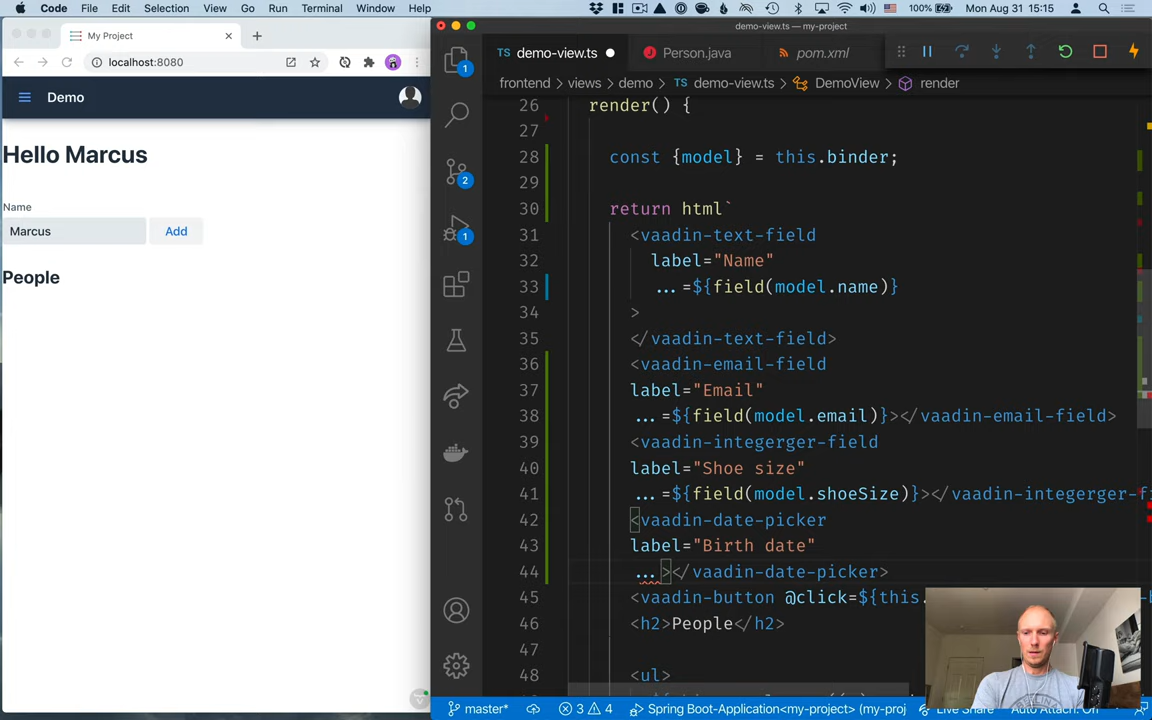 Code File Edit Selection View Go Run Terminal Window Help 100% Mon Aug 31 15:15
My Project
localhost:8080
Demo
Hello Marcus
Name
Marcus Add
People
demo-view.ts — my-project
TS demo-view.ts Person.java pom.xml
frontend > views > demo > TS demo-view.ts > DemoView > render
1
2
1
26 render() {
27
28 const {model} = this.binder;
29
30 return html`
31 <vaadin-text-field
32 label="Name"
33 ...=${field(model.name)}
34 >
35 </vaadin-text-field>
36 <vaadin-email-field
37 label="Email"
38 ...=${field(model.email)}></vaadin-email-field>
39 <vaadin-integerger-field
40 label="Shoe size"
41 ...=${field(model.shoeSize)}></vaadin-integerger-fi
42 <vaadin-date-picker
43 label="Birth date"
44 ...></vaadin-date-picker>
45 <vaadin-button @click=${this.
46 <h2>People</h2>
47
48 <ul>
master* 3 4 Spring Boot-Application<my-project> (my-proj Live Share Auto Attach: On